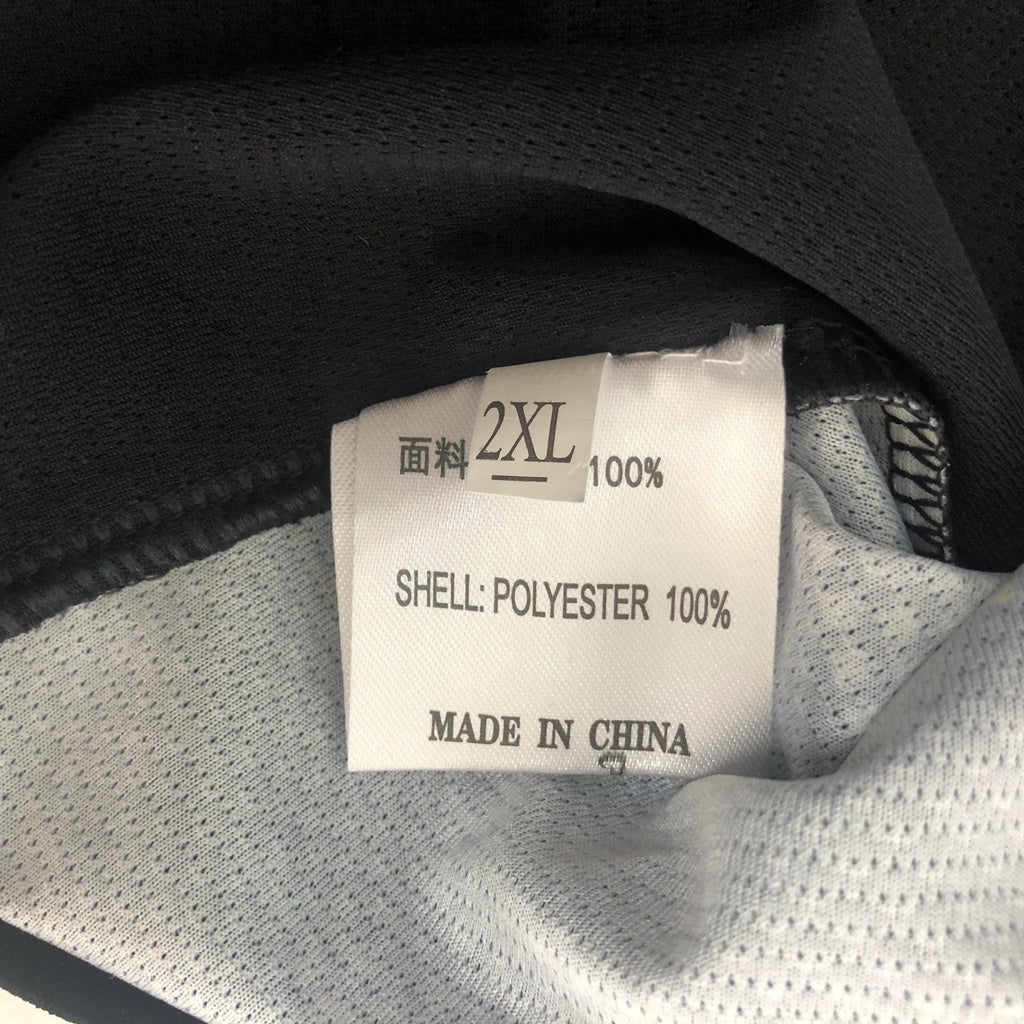 2XL
面料 100%
SHELL: POLYESTER 100%
MADE IN CHINA